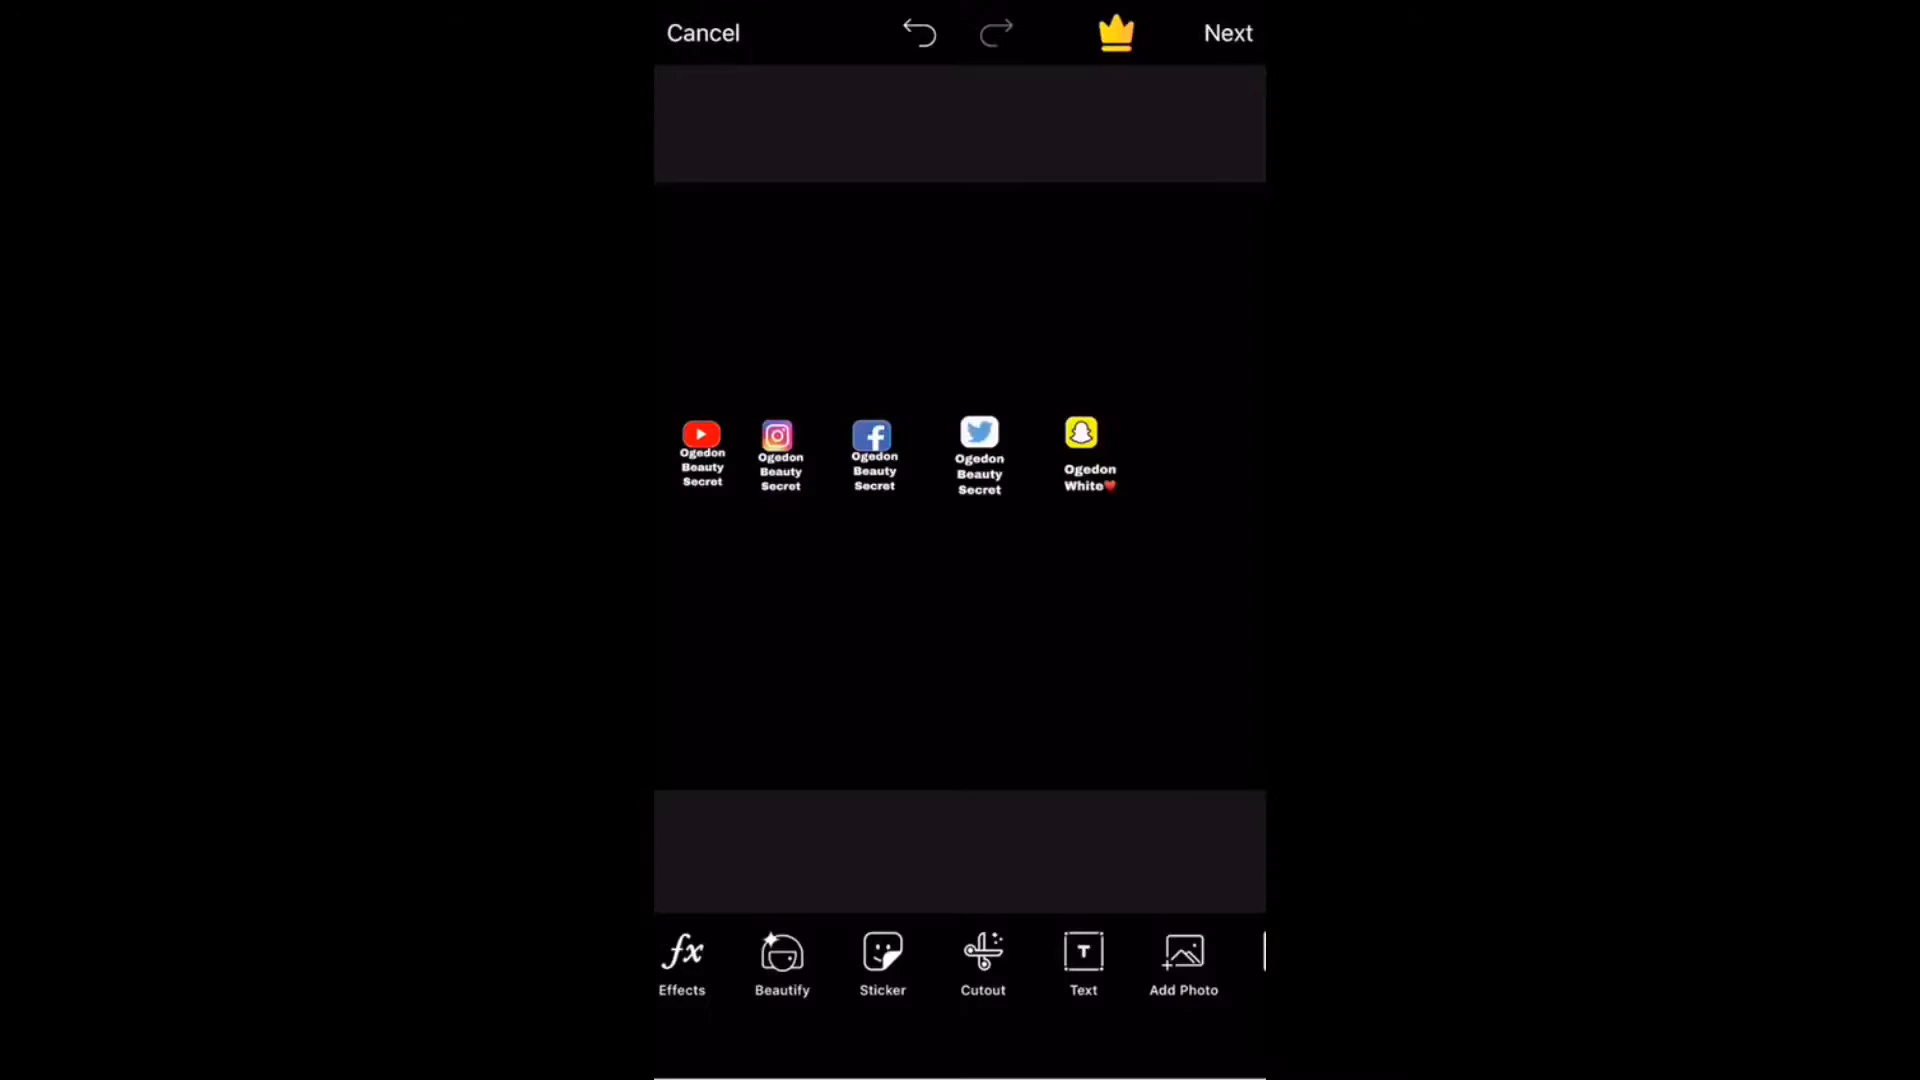 Cancel
Next
Ogedon
Beauty
Secret
Ogedon
Beauty
Secret
Ogedon
Beauty
Secret
Ogedon
Beauty
Secret
Ogedon
White❤️
fx
Effects
Beautify
Sticker
Cutout
T
Text
Add Photo